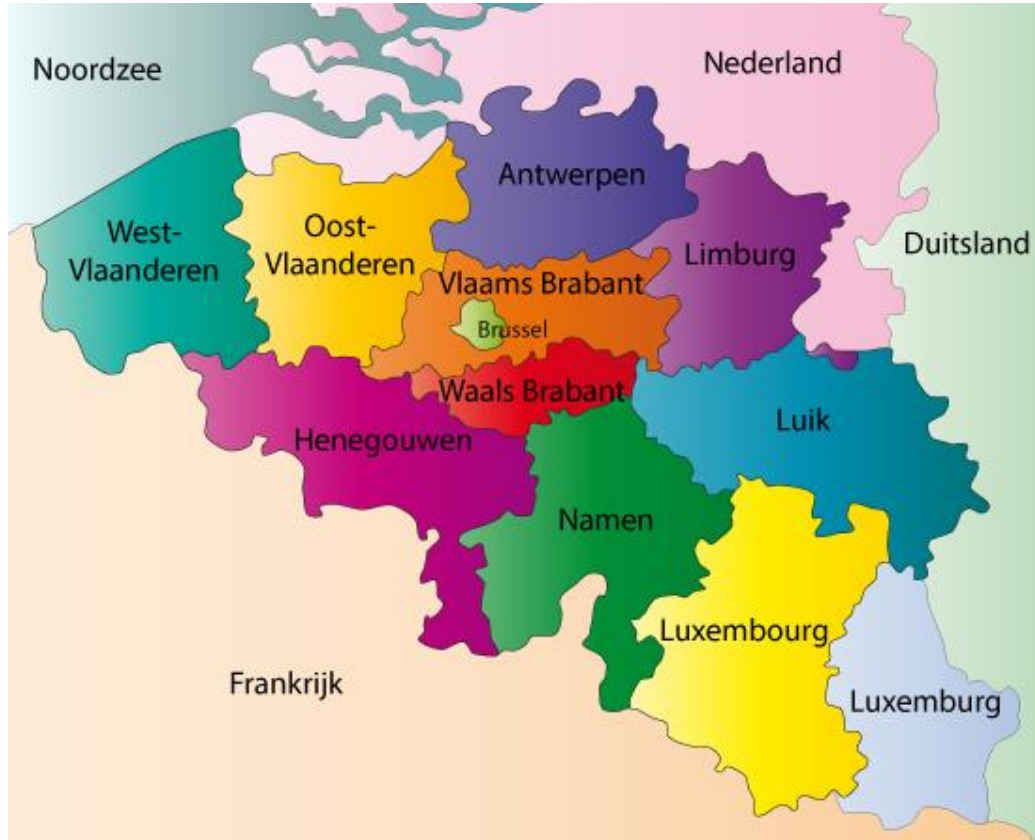 Noordzee
Nederland
Antwerpen
West-
Vlaanderen
Oost-
Vlaanderen
Limburg
Duitsland
Vlaams Brabant
Brussel
Waals Brabant
Henegouwen
Luik
Namen
Luxembourg
Frankrijk
Luxemburg